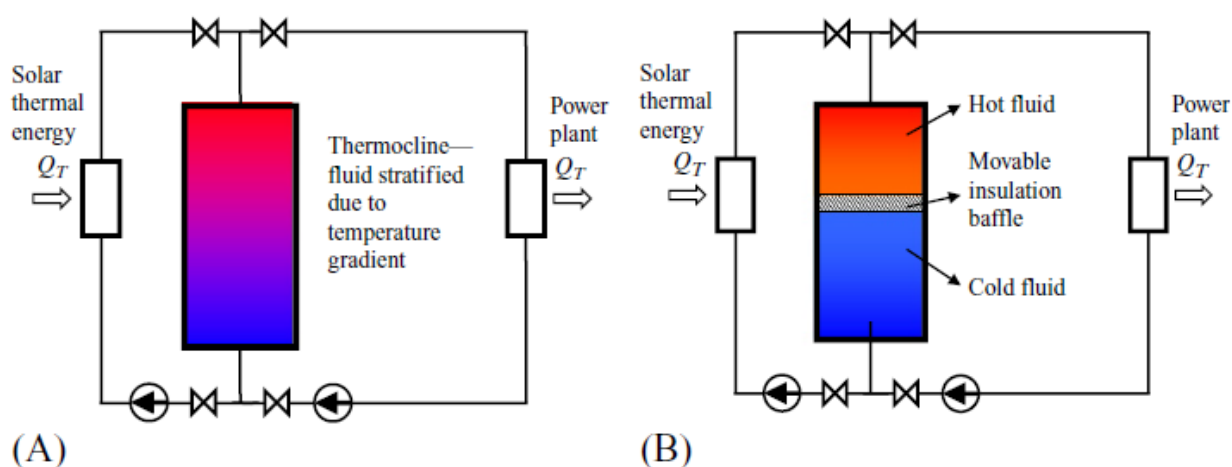 Solar
thermal
energy
Q_T
Thermocline—
fluid stratified
due to
temperature
gradient
Power
plant
Q_T
(A)
Solar
thermal
energy
Q_T
Hot fluid
Movable
insulation
baffle
Cold fluid
Power
plant
Q_T
(B)